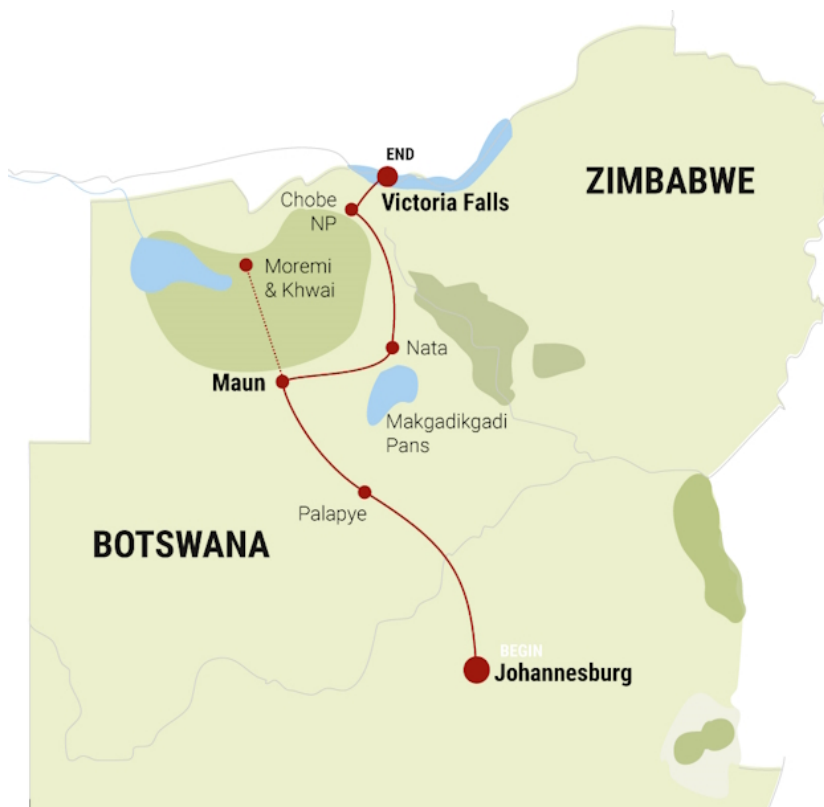 END
ZIMBABWE
Victoria Falls
Chobe
NP
Moremi
& Khwai
Nata
Maun
Makgadikgadi
Pans
Palapye
BOTSWANA
BEGIN
Johannesburg